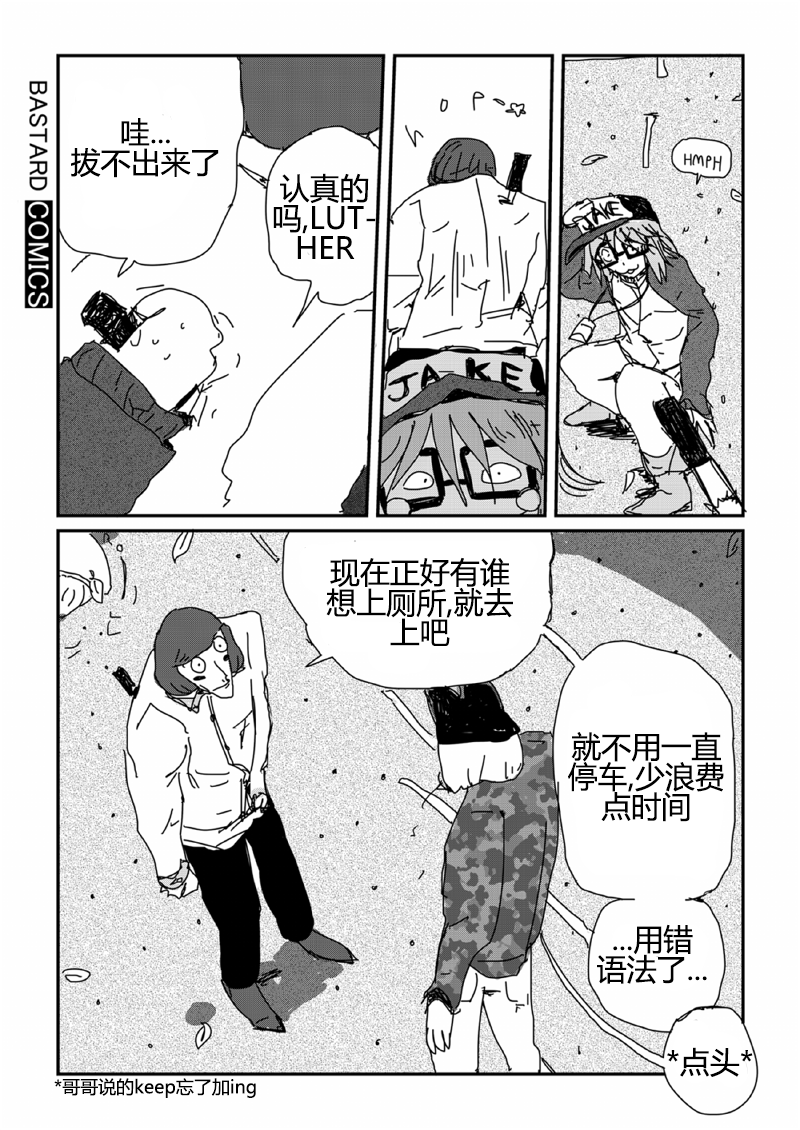 BASTARD COMICS
哇...
拔不出来了
认真的
吗,LUT-
HER
O P -☆
JAKE
HMPH
JAKE
现在正好有谁
想上厕所,就去
上吧
就不用一直
停车,少浪费
点时间
...用错
语法了...
*点头*
*哥哥说的keep忘了加ing